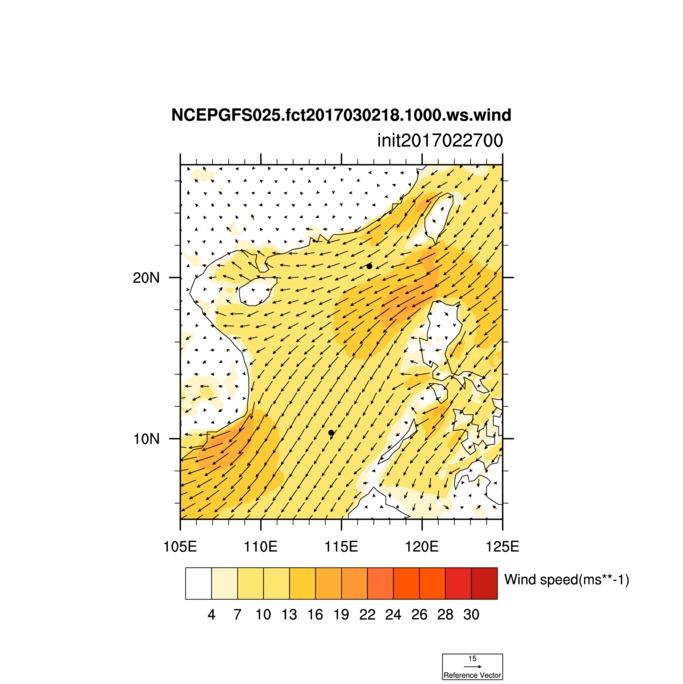 NCEPGFS025.fct2017030218.1000.ws.wind
init2017022700
20N
10N
105E 110E 115E 120E 125E
Wind speed(ms**-1)
4 7 10 13 16 19 22 24 26 28 30
15
Reference Vector